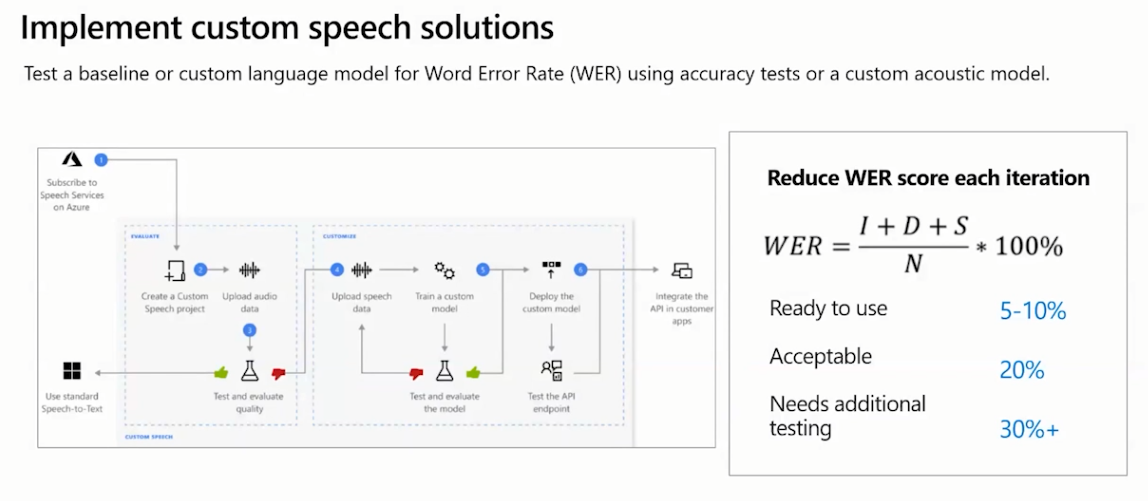 Implement custom speech solutions
Test a baseline or custom language model for Word Error Rate (WER) using accuracy tests or a custom acoustic model.
1
Subscribe to
Speech Services
on Azure
EVALUATE
2
Create a Custom
Speech project
Upload audio
data
3
Test and evaluate
quality
Use standard
Speech-to-Text
CUSTOMIZE
4
Upload speech
data
Train a custom
model
5
Deploy the
custom model
6
Integrate the
API in customer
apps
Test and evaluate
the model
Test the API
endpoint
CUSTOM SPEECH
Reduce WER score each iteration
WER = (I + D + S) / N * 100%
Ready to use 5-10%
Acceptable 20%
Needs additional
testing 30%+